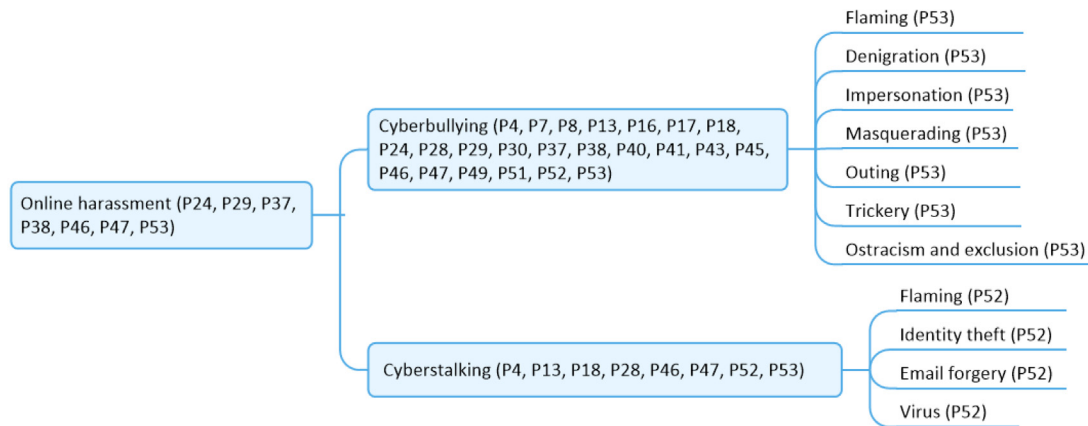 Online harassment (P24, P29, P37,
P38, P46, P47, P53)
Cyberbullying (P4, P7, P8, P13, P16, P17, P18,
P24, P28, P29, P30, P37, P38, P40, P41, P43, P45,
P46, P47, P49, P51, P52, P53)
Flaming (P53)
Denigration (P53)
Impersonation (P53)
Masquerading (P53)
Outing (P53)
Trickery (P53)
Ostracism and exclusion (P53)
Cyberstalking (P4, P13, P18, P28, P46, P47, P52, P53)
Flaming (P52)
Identity theft (P52)
Email forgery (P52)
Virus (P52)